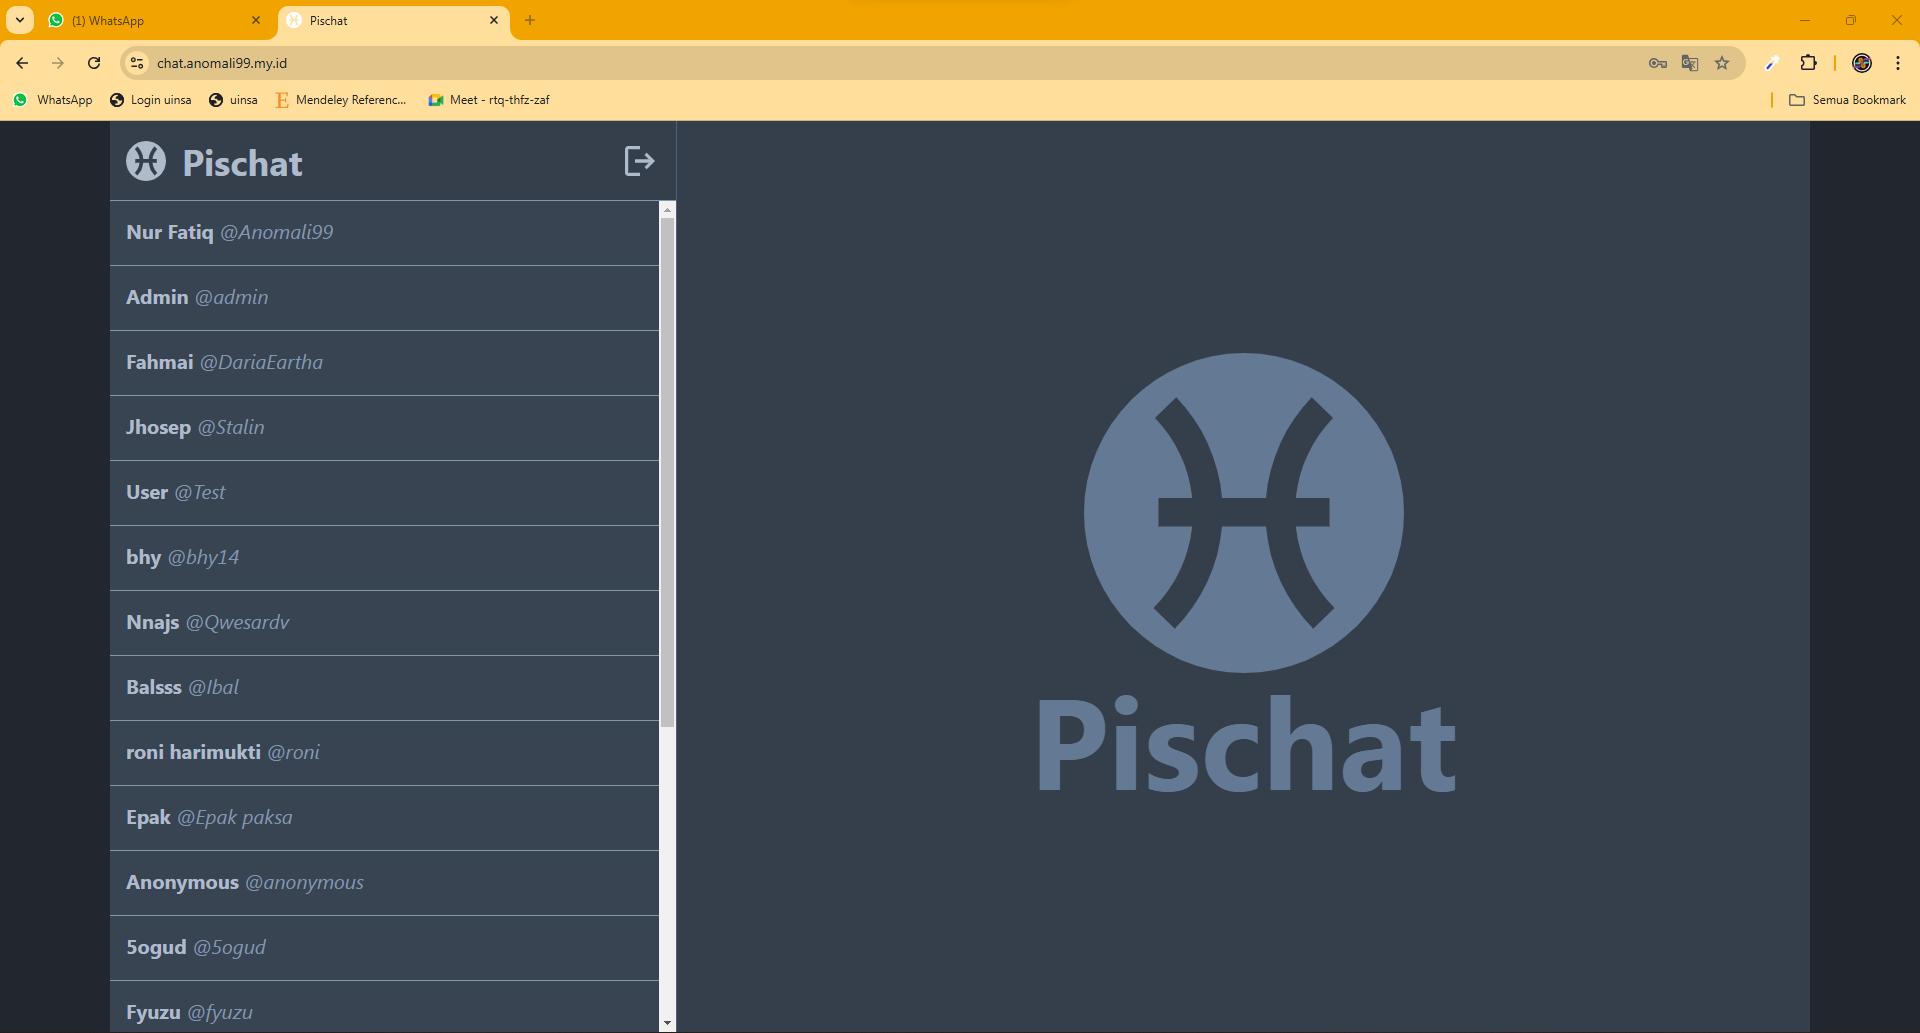 (1) WhatsApp
Pischat
chat.anomali99.my.id
WhatsApp
Login uinsa
uinsa
Mendeley Referenc...
Meet - rtq-thfz-zaf
Semua Bookmark
Pischat
Nur Fatiq @Anomali99
Admin @admin
Fahmai @DariaEartha
Jhosep @Stalin
User @Test
bhy @bhy14
Nnajs @Qwesardv
Balsss @Ibal
roni harimukti @roni
Epak @Epak paksa
Anonymous @anonymous
5ogud @5ogud
Fyuzu @fyuzu
Pischat